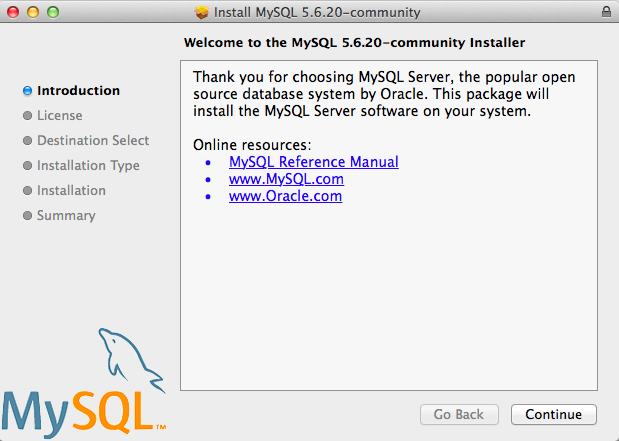 Install MySQL 5.6.20-community
Welcome to the MySQL 5.6.20-community Installer
Introduction
License
Destination Select
Installation Type
Installation
Summary
Thank you for choosing MySQL Server, the popular open
source database system by Oracle. This package will
install the MySQL Server software on your system.
Online resources:
• MySQL Reference Manual
• www.MySQL.com
• www.Oracle.com
MySQL™
Go Back
Continue